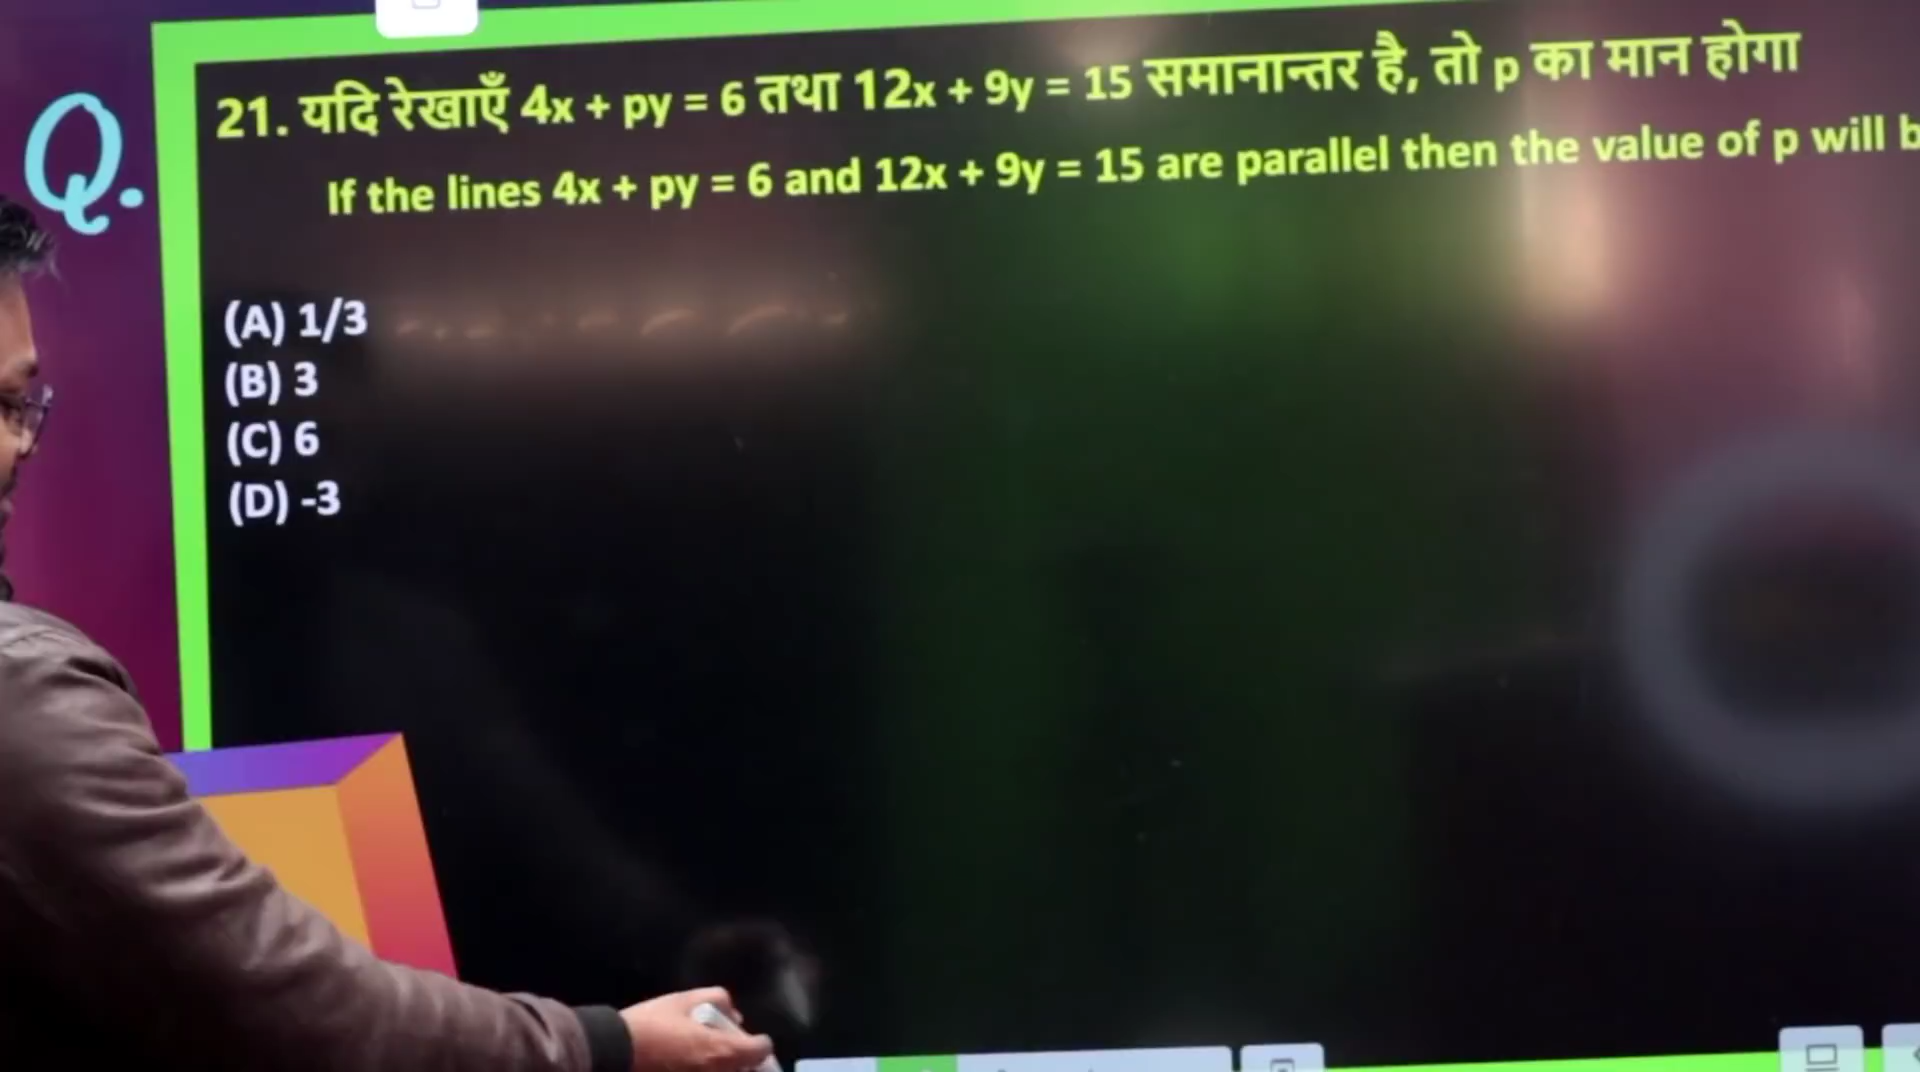 Q.
21. यदि रेखाएँ 4x + py = 6 तथा 12x + 9y = 15 समानान्तर है, तो p का मान होगा
If the lines 4x + py = 6 and 12x + 9y = 15 are parallel then the value of p will b
(A) 1/3
(B) 3
(C) 6
(D) -3